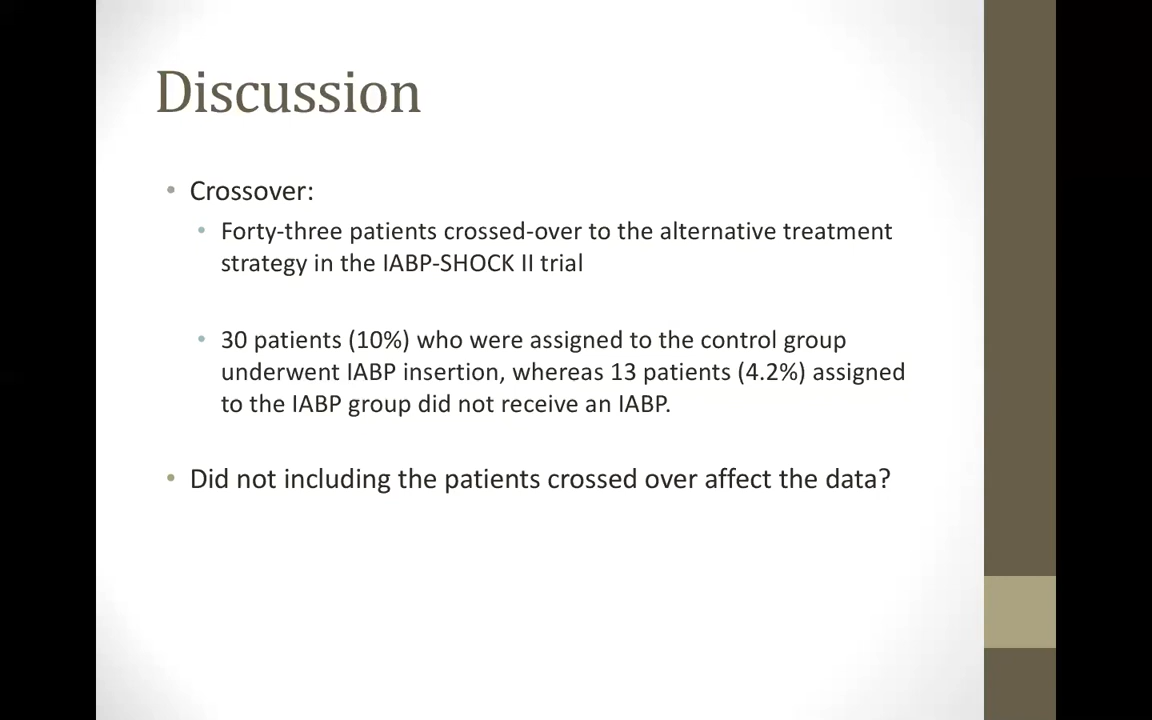 Discussion
• Crossover:
• Forty-three patients crossed-over to the alternative treatment
strategy in the IABP-SHOCK II trial
• 30 patients (10%) who were assigned to the control group
underwent IABP insertion, whereas 13 patients (4.2%) assigned
to the IABP group did not receive an IABP.
• Did not including the patients crossed over affect the data?